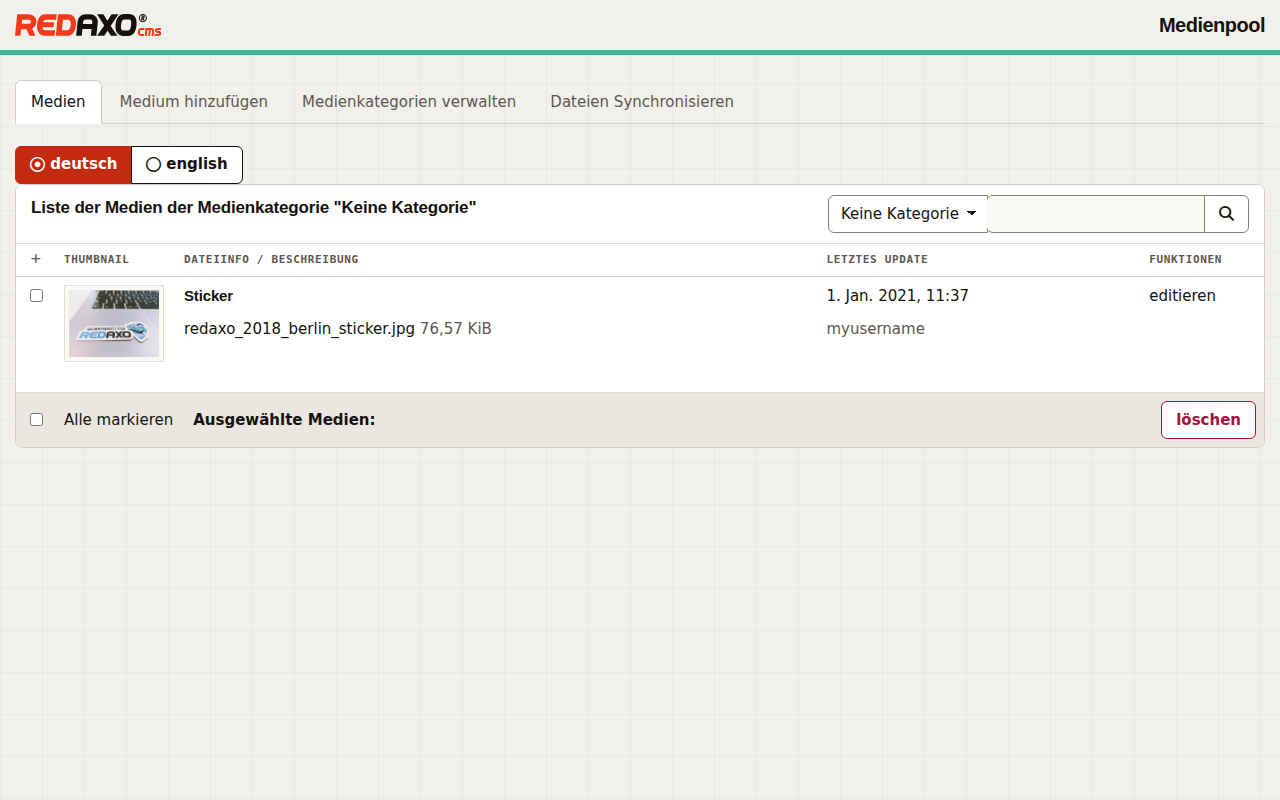 REDAXO® cms
Medienpool
Medien Medium hinzufügen Medienkategorien verwalten Dateien Synchronisieren
deutsch english
Liste der Medien der Medienkategorie "Keine Kategorie" Keine Kategorie
+ THUMBNAIL DATEIINFO / BESCHREIBUNG LETZTES UPDATE FUNKTIONEN
Sticker 1. Jan. 2021, 11:37 editieren
redaxo_2018_berlin_sticker.jpg 76,57 KiB myusername
REDAXO
Alle markieren Ausgewählte Medien: löschen